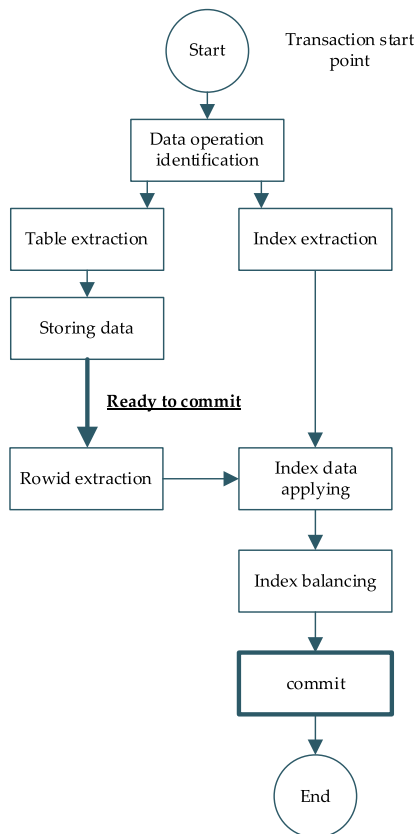 Start
Transaction start
point
Data operation
identification
Table extraction
Index extraction
Storing data
Ready to commit
Rowid extraction
Index data
applying
Index balancing
commit
End